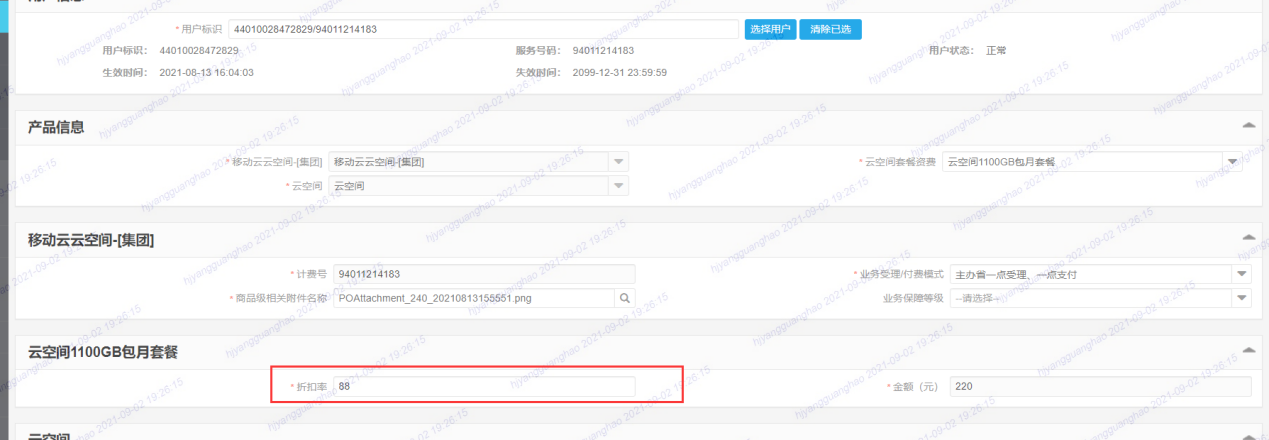 * 用户标识 44010028472829/94011214183 选择用户 清除已选
用户标识： 44010028472829 服务号码： 94011214183 用户状态： 正常
生效时间： 2021-08-13 16:04:03 失效时间： 2099-12-31 23:59:59
产品信息
* 移动云云空间-[集团] 移动云云空间-[集团] * 云空间套餐资费 云空间1100GB包月套餐
* 云空间 云空间
移动云云空间-[集团]
* 计费号 94011214183 * 业务受理/付费模式 主办省一点受理、一点支付
* 商品级相关附件名称 POAttachment_240_20210813155551.png 业务保障等级 --请选择--
云空间1100GB包月套餐
* 折扣率 88 * 金额（元） 220
云空间
hjyangguanghao 2021-09-02 19:26:15